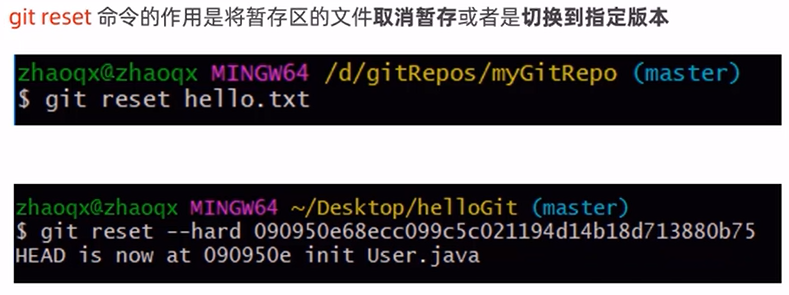 git reset 命令的作用是将暂存区的文件取消暂存或者是切换到指定版本
zhaoqx@zhaoqx MINGW64 /d/gitRepos/myGitRepo (master)
$ git reset hello.txt
zhaoqx@zhaoqx MINGW64 ~/Desktop/helloGit (master)
$ git reset --hard 090950e68ecc099c5c021194d14b18d713880b75
HEAD is now at 090950e init User.java